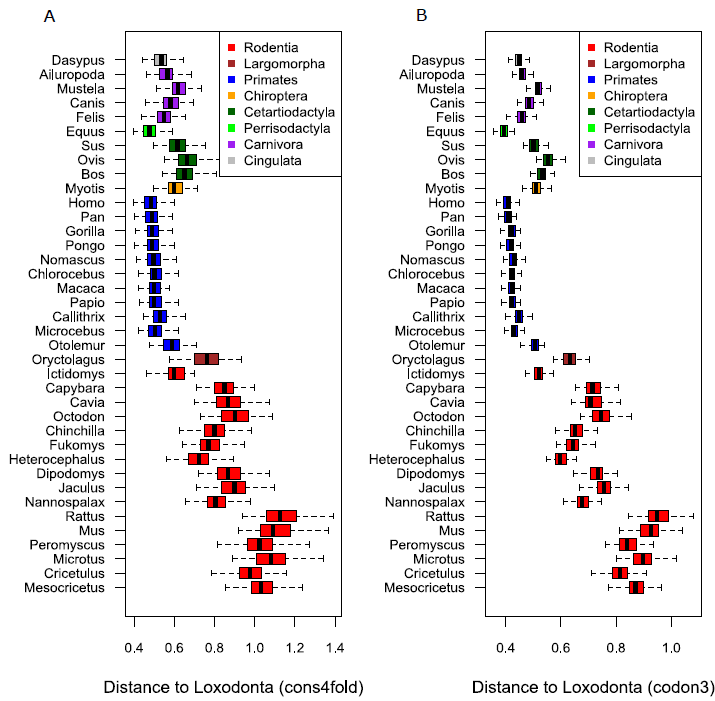 A
Dasypus
Ailuropoda
Mustela
Canis
Felis
Equus
Sus
Ovis
Bos
Myotis
Homo
Pan
Gorilla
Pongo
Nomascus
Chlorocebus
Macaca
Papio
Callithrix
Microcebus
Otolemur
Oryctolagus
Ictidomys
Capybara
Cavia
Octodon
Chinchilla
Fukomys
Heterocephalus
Dipodomys
Jaculus
Nannospalax
Rattus
Mus
Peromyscus
Microtus
Cricetulus
Mesocricetus
Rodentia
Largomorpha
Primates
Chiroptera
Cetartiodactyla
Perrisodactyla
Carnivora
Cingulata
0.4 0.6 0.8 1.0 1.2 1.4
Distance to Loxodonta (cons4fold)
B
Dasypus
Ailuropoda
Mustela
Canis
Felis
Equus
Sus
Ovis
Bos
Myotis
Homo
Pan
Gorilla
Pongo
Nomascus
Chlorocebus
Macaca
Papio
Callithrix
Microcebus
Otolemur
Oryctolagus
Ictidomys
Capybara
Cavia
Octodon
Chinchilla
Fukomys
Heterocephalus
Dipodomys
Jaculus
Nannospalax
Rattus
Mus
Peromyscus
Microtus
Cricetulus
Mesocricetus
Rodentia
Largomorpha
Primates
Chiroptera
Cetartiodactyla
Perrisodactyla
Carnivora
Cingulata
0.4 0.6 0.8 1.0
Distance to Loxodonta (codon3)